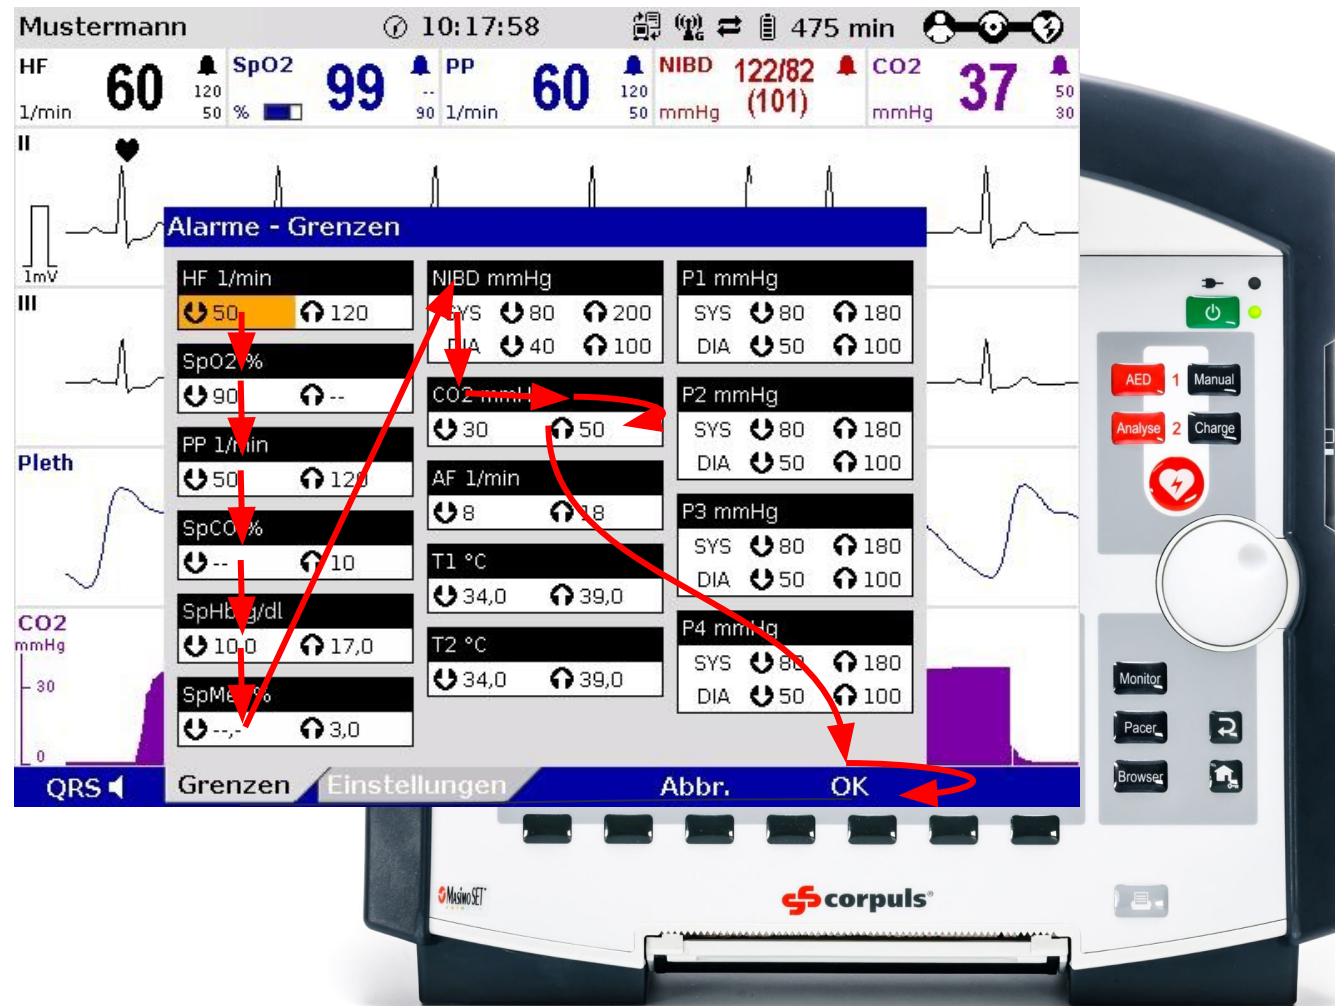 Mustermann 10:17:58 475 min
HF 60 120 50 1/min
SpO2 99 -- 90 %
PP 60 120 50 1/min
NIBD 122/82 (101) mmHg
CO2 37 50 30 mmHg
II
1mV
III
Pleth
CO2
mmHg
30
0
Alarme - Grenzen
HF 1/min
50 120
SpO2 %
90 --
PP 1/min
50 120
SpCO %
-- 10
SpHb g/dl
10,0 17,0
SpMet %
--,- 3,0
NIBD mmHg
SYS 80 200
DIA 40 100
CO2 mmHg
30 50
AF 1/min
8 18
T1 °C
34,0 39,0
T2 °C
34,0 39,0
P1 mmHg
SYS 80 180
DIA 50 100
P2 mmHg
SYS 80 180
DIA 50 100
P3 mmHg
SYS 80 180
DIA 50 100
P4 mmHg
SYS 80 180
DIA 50 100
QRS Grenzen Einstellungen Abbr. OK
AED 1 Manual
Analyse 2 Charge
Monitor
Pacer
Browser
Masimo SET
corpuls®